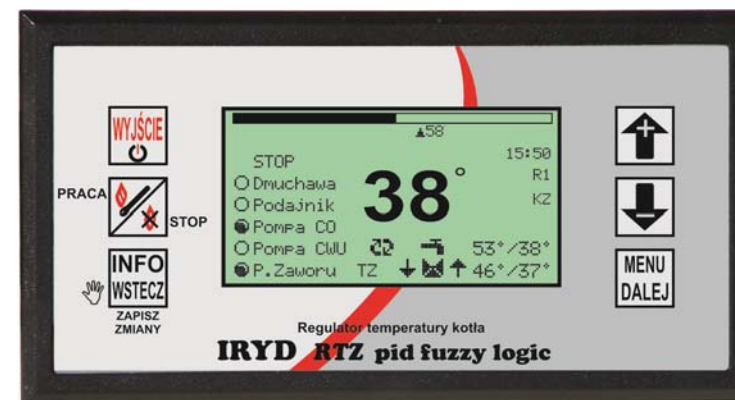 WYJŚCIE
PRACA
STOP
INFO
WSTECZ
ZAPISZ
ZMIANY
▲58
STOP
15:50
Dmuchawa
38°
R1
Podajnik
KZ
Pompa CO
Pompa CWU 53°/38°
P.Zaworu TZ 46°/37°
MENU
DALEJ
Regulator temperatury kotła
IRYD RTZ pid fuzzy logic